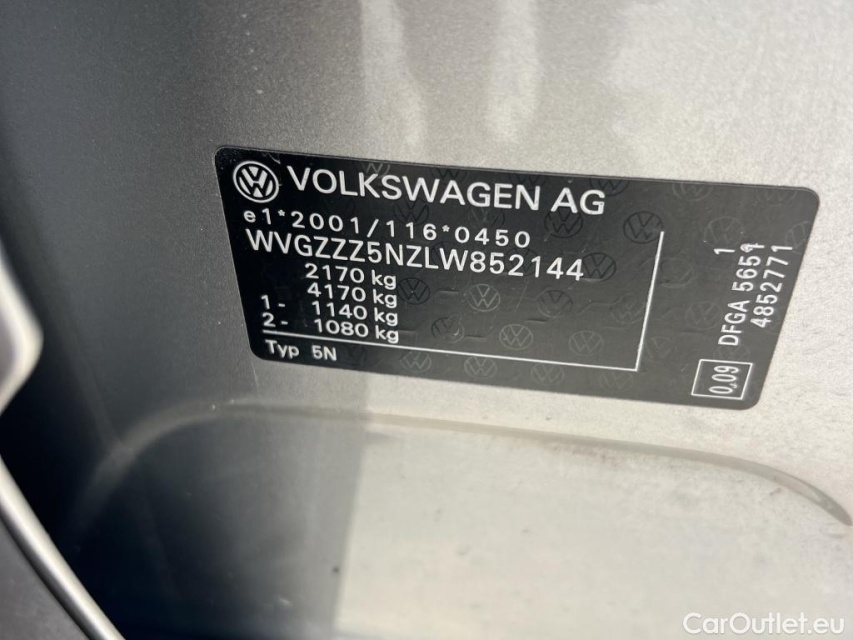 VOLKSWAGEN AG
e1*2001/116*0450
WVGZZZ5NZLW852144
2170 kg
4170 kg
1- 1140 kg
2- 1080 kg
Typ 5N
1
DFGA 5651
4852771
0,09
CarOutlet.eu